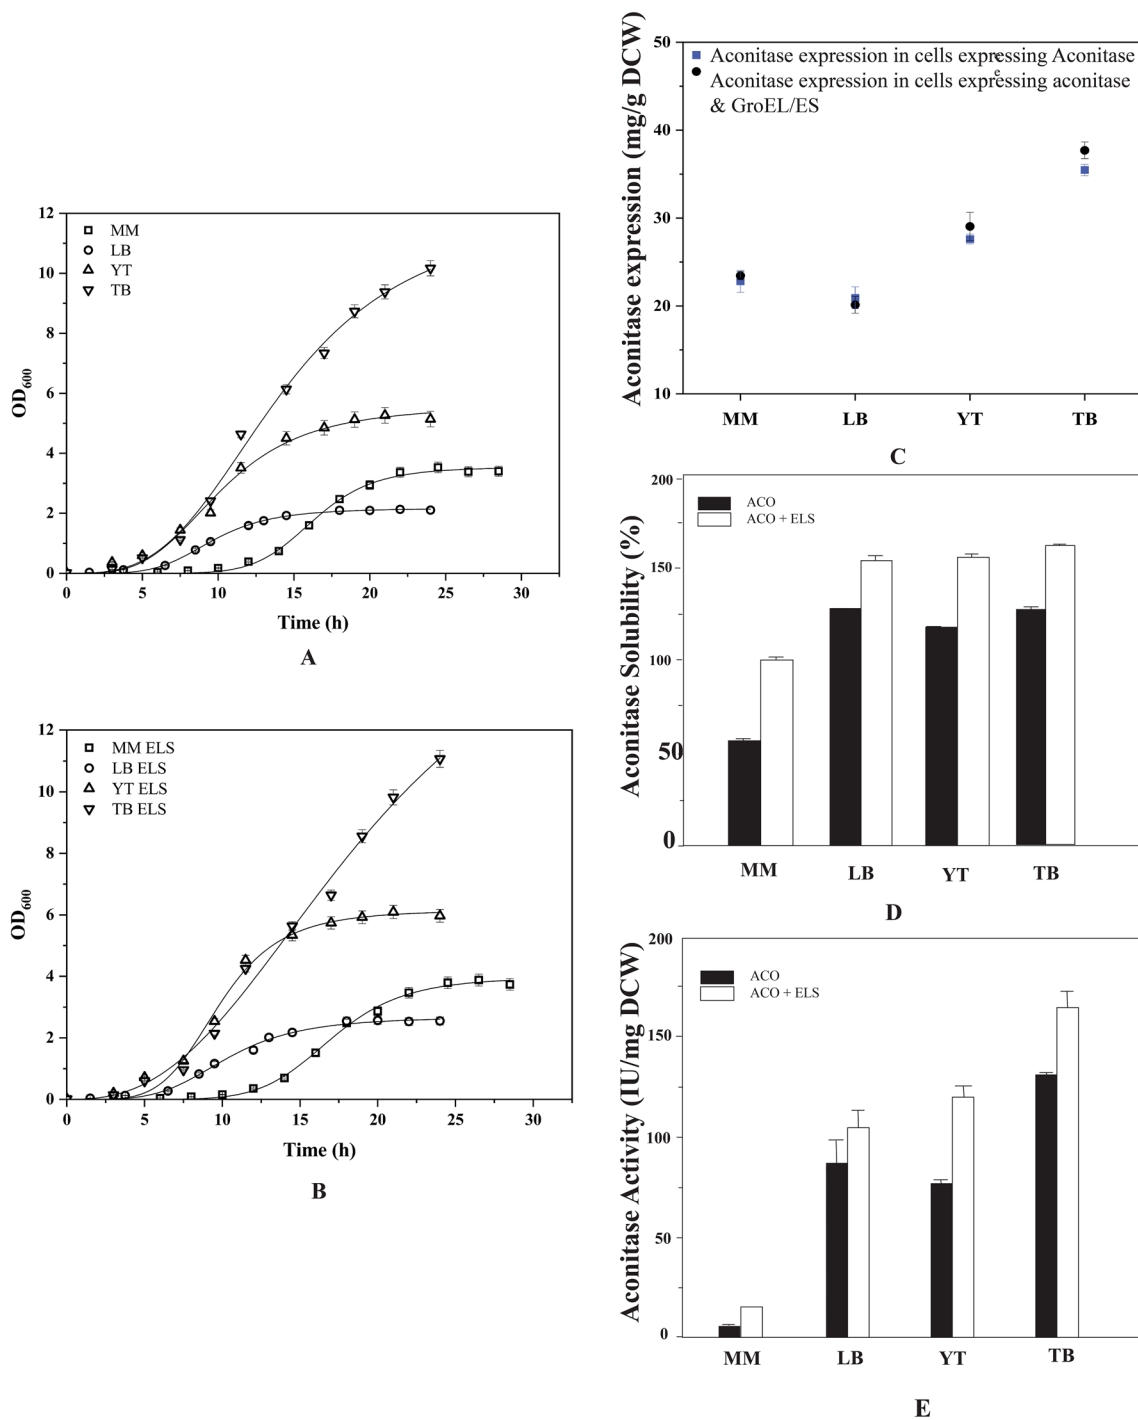 12
10
8
6
4
2
0
OD600
MM
LB
YT
TB
0 5 10 15 20 25 30
Time (h)
A
12
10
8
6
4
2
0
OD600
MM ELS
LB ELS
YT ELS
TB ELS
0 5 10 15 20 25 30
Time (h)
B
50
40
30
20
10
Aconitase expression (mg/g DCW)
Aconitase expression in cells expressing Aconitase
e
Aconitase expression in cells expressing aconitase
& GroEL/ES
MM LB YT TB
C
200
150
100
50
0
Aconitase Solubility (%)
ACO
ACO + ELS
MM LB YT TB
D
200
150
100
50
0
Aconitase Activity (IU/mg DCW)
ACO
ACO + ELS
MM LB YT TB
E